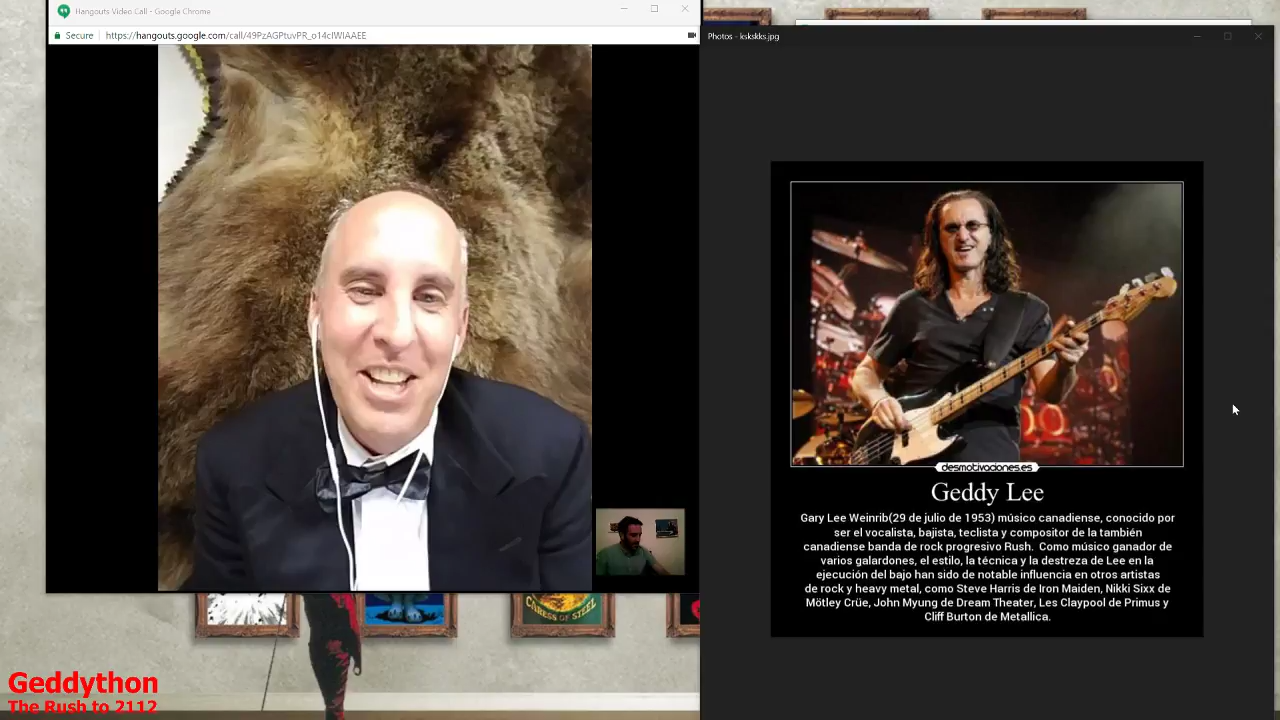 Hangouts Video Call - Google Chrome
Secure
https://hangouts.google.com/call/49PzAGPtuvPR_o14cIWIAAEE
Photos - kskskks.jpg
desmotivaciones.es
Geddy Lee
Gary Lee Weinrib(29 de julio de 1953) músico canadiense, conocido por
ser el vocalista, bajista, teclista y compositor de la también
canadiense banda de rock progresivo Rush. Como músico ganador de
varios galardones, el estilo, la técnica y la destreza de Lee en la
ejecución del bajo han sido de notable influencia en otros artistas
de rock y heavy metal, como Steve Harris de Iron Maiden, Nikki Sixx de
Mötley Crüe, John Myung de Dream Theater, Les Claypool de Primus y
Cliff Burton de Metallica.
CARESS OF STEEL
Geddython
The Rush to 2112